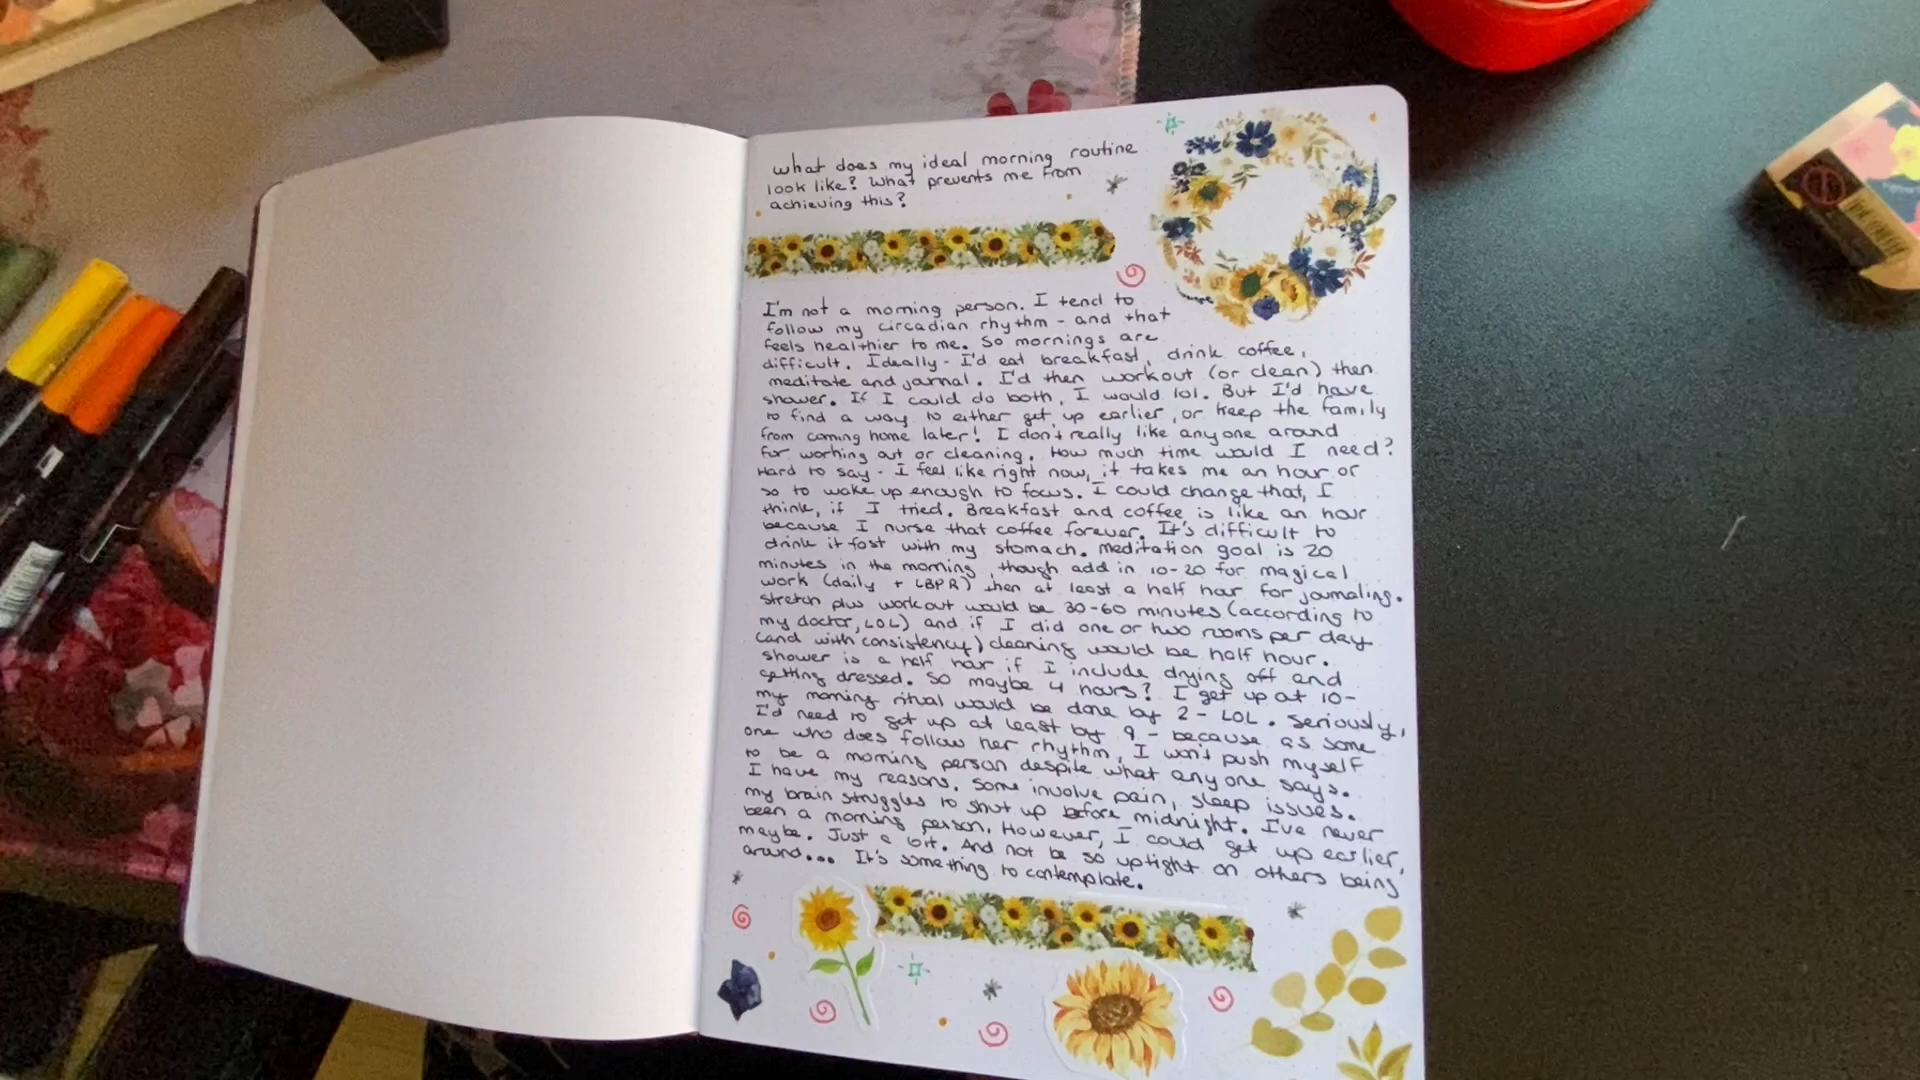 what does my ideal morning routine
look like? What prevents me from
achieving this?
I'm not a morning person. I tend to
follow my circadian rhythm - and that
feels healthier to me. So mornings are
difficult. Ideally - I'd eat breakfast, drink coffee,
meditate and journal. I'd then workout (or clean) then
shower. If I could do both, I would lol. But I'd have
to find a way to either get up earlier, or keep the family
from coming home later! I don't really like anyone around
for working out or cleaning. How much time would I need?
Hard to say - I feel like right now, it takes me an hour or
so to wake up enough to focus. I could change that, I
think, if I tried. Breakfast and coffee is like an hour
because I nurse that coffee forever. It's difficult to
drink it fast with my stomach. Meditation goal is 20
minutes in the morning, though add in 10-20 for magical
work (daily + LBPR) then at least a half hour for journaling.
Stretch plus workout would be 30-60 minutes (according to
my doctor, LOL) and if I did one or two rooms per day
(and with consistency) cleaning would be half hour.
Shower is a half hour if I include drying off and
getting dressed. So maybe 4 hours? I get up at 10-
my morning ritual would be done by 2 - LOL. Seriously,
I'd need to get up at least by 9 - because as some
one who does follow her rhythm, I won't push myself
to be a morning person despite what anyone says.
I have my reasons. Some involve pain, sleep issues.
my brain struggles to shut up before midnight. I've never
been a morning person. However, I could get up earlier,
maybe. Just a bit. And not be so uptight on others being
around... It's something to contemplate.